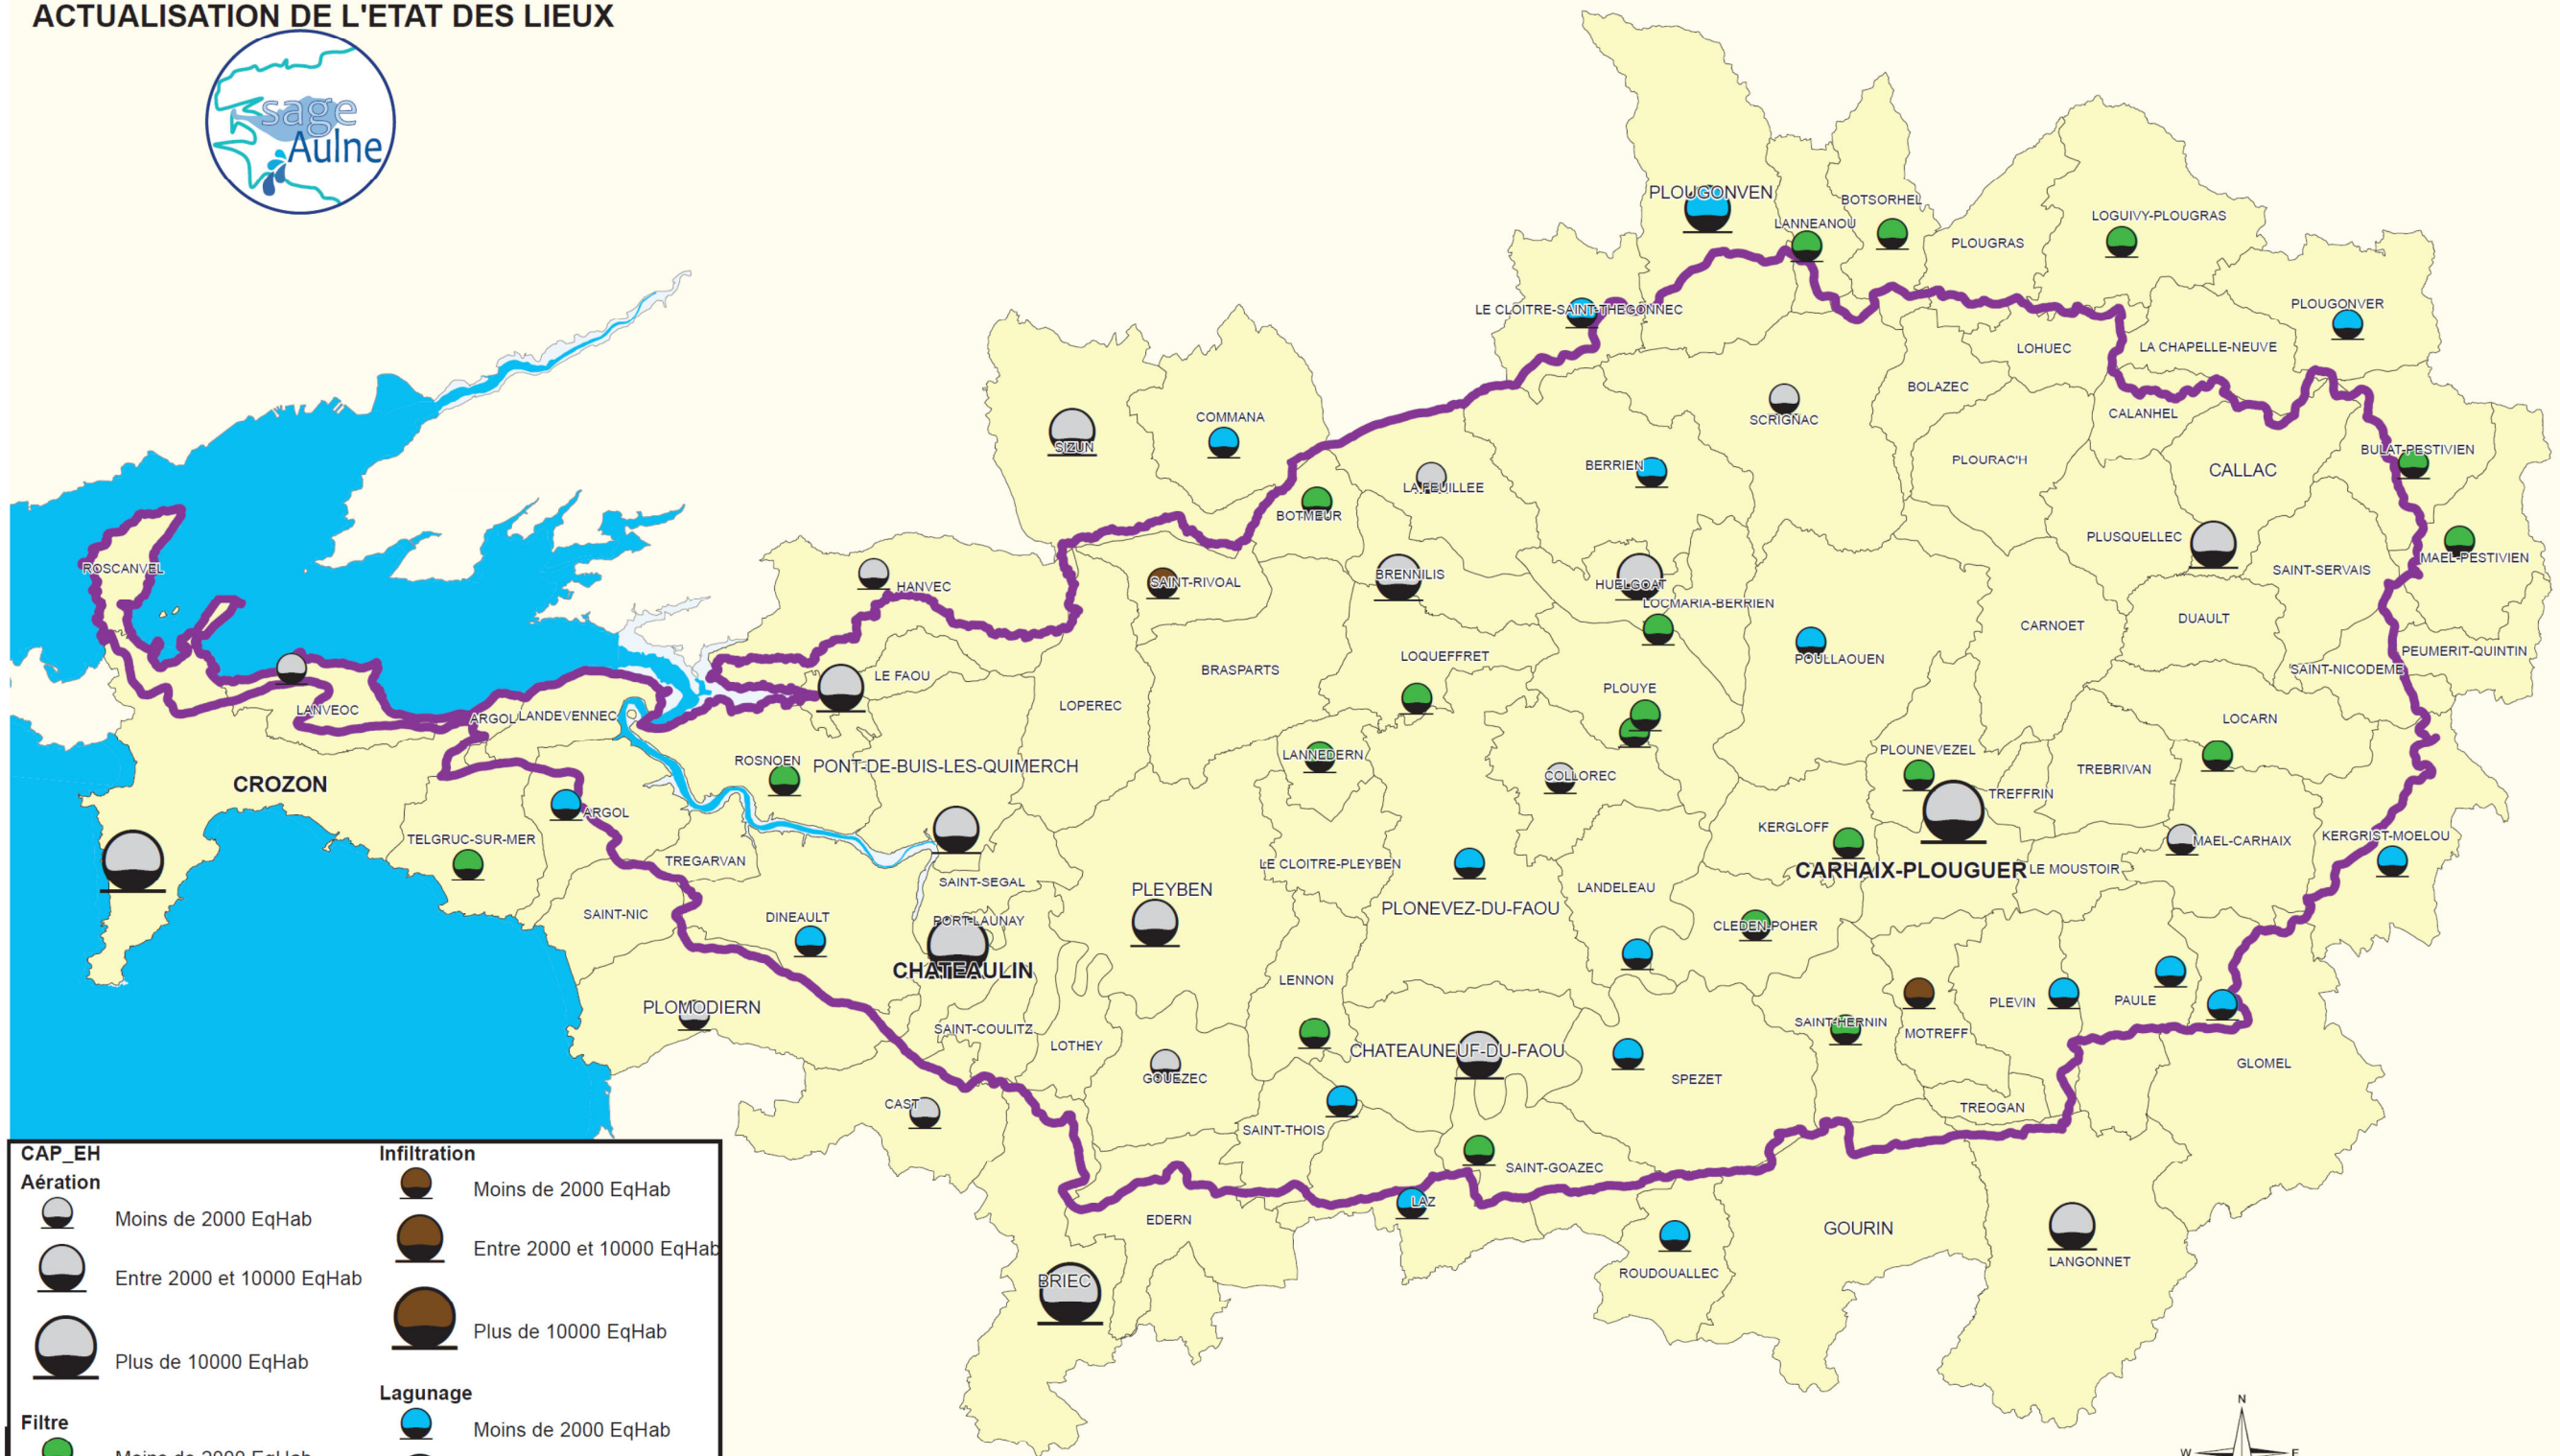 ACTUALISATION DE L'ETAT DES LIEUX
sage
Aulne
PLOUGONVEN
BOTSORHEL
LANNEANOU
LOGUIVY-PLOUGRAS
PLOUGRAS
LE CLOITRE-SAINT-THEGONNEC
PLOUGONVER
LOHUEC
LA CHAPELLE-NEUVE
BOLAZEC
SCRIGNAC
CALANHEL
COMMANA
SIZUN
BULAT-PESTIVIEN
BERRIEN
PLOURAC'H
CALLAC
LA FEUILLEE
BOTMEUR
PLUSQUELLEC
MAEL-PESTIVIEN
ROSCANVEL
SAINT-SERVAIS
BRENNILIS
SAINT-RIVOAL
HUELGOAT
HANVEC
LOCMARIA-BERRIEN
DUAULT
CARNOET
PEUMERIT-QUINTIN
LOQUEFFRET
POULLAOUEN
BRASPARTS
SAINT-NICODEME
LE FAOU
PLOUYE
LOPEREC
LANVEOC
ARGOL
LANDEVENNEC
LOCARN
PLOUNEVEZEL
LANNEDERN
ROSNOEN
PONT-DE-BUIS-LES-QUIMERCH
TREBRIVAN
COLLOREC
CROZON
TREFFRIN
ARGOL
KERGLOFF
KERGRIST-MOELOU
TELGRUC-SUR-MER
MAEL-CARHAIX
TREGARVAN
LE CLOITRE-PLEYBEN
CARHAIX-PLOUGUER
LE MOUSTOIR
SAINT-SEGAL
PLEYBEN
LANDELEAU
PLONEVEZ-DU-FAOU
SAINT-NIC
DINEAULT
PORT-LAUNAY
CLEDEN-POHER
CHATEAULIN
LENNON
PLOMODIERN
PLEVIN
PAULE
SAINT-HERNIN
SAINT-COULITZ
MOTREFF
LOTHEY
CHATEAUNEUF-DU-FAOU
GLOMEL
GOUEZEC
SPEZET
CAST
TREOGAN
SAINT-THOIS
SAINT-GOAZEC
LAZ
EDERN
GOURIN
LANGONNET
ROUDOUALLEC
BRIEC
CAP_EH
Aération
Moins de 2000 EqHab
Entre 2000 et 10000 EqHab
Plus de 10000 EqHab
Filtre
Moins de 2000 EqHab
Infiltration
Moins de 2000 EqHab
Entre 2000 et 10000 EqHab
Plus de 10000 EqHab
Lagunage
Moins de 2000 EqHab
N
W
E